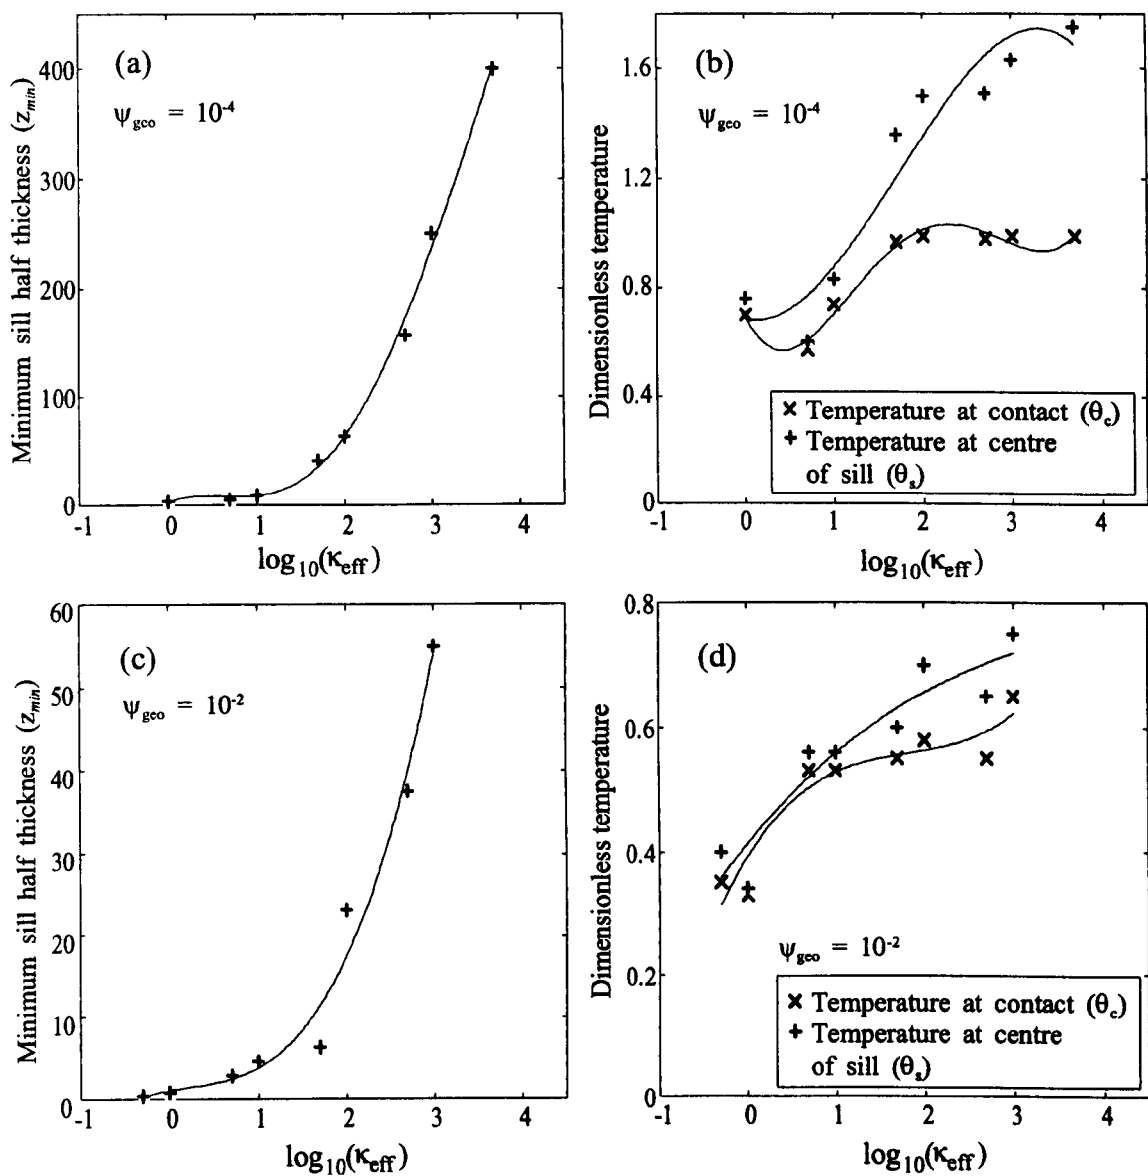 (a)
ψgeo = 10-4
Minimum sill half thickness (zmin)
400
300
200
100
0
-1 0 1 2 3 4
log10(κeff)
(b)
ψgeo = 10-4
Dimensionless temperature
1.6
1.2
0.8
0.4
0
× Temperature at contact (θc)
+ Temperature at centre
of sill (θs)
-1 0 1 2 3 4
log10(κeff)
(c)
ψgeo = 10-2
Minimum sill half thickness (zmin)
60
50
40
30
20
10
0
-1 0 1 2 3 4
log10(κeff)
(d)
Dimensionless temperature
0.8
0.6
0.4
0.2
0
ψgeo = 10-2
× Temperature at contact (θc)
+ Temperature at centre
of sill (θs)
-1 0 1 2 3 4
log10(κeff)